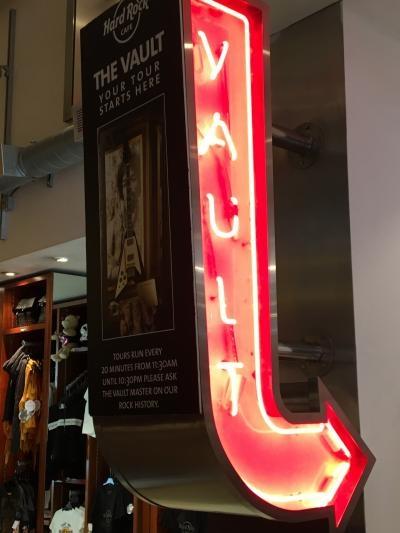 Hard Rock
CAFE
THE VAULT
YOUR TOUR
STARTS HERE
TOURS RUN EVERY
20 MINUTES FROM 11:30AM
UNTIL 10:30PM PLEASE ASK
THE VAULT MASTER ON OUR
ROCK HISTORY.
VAULT